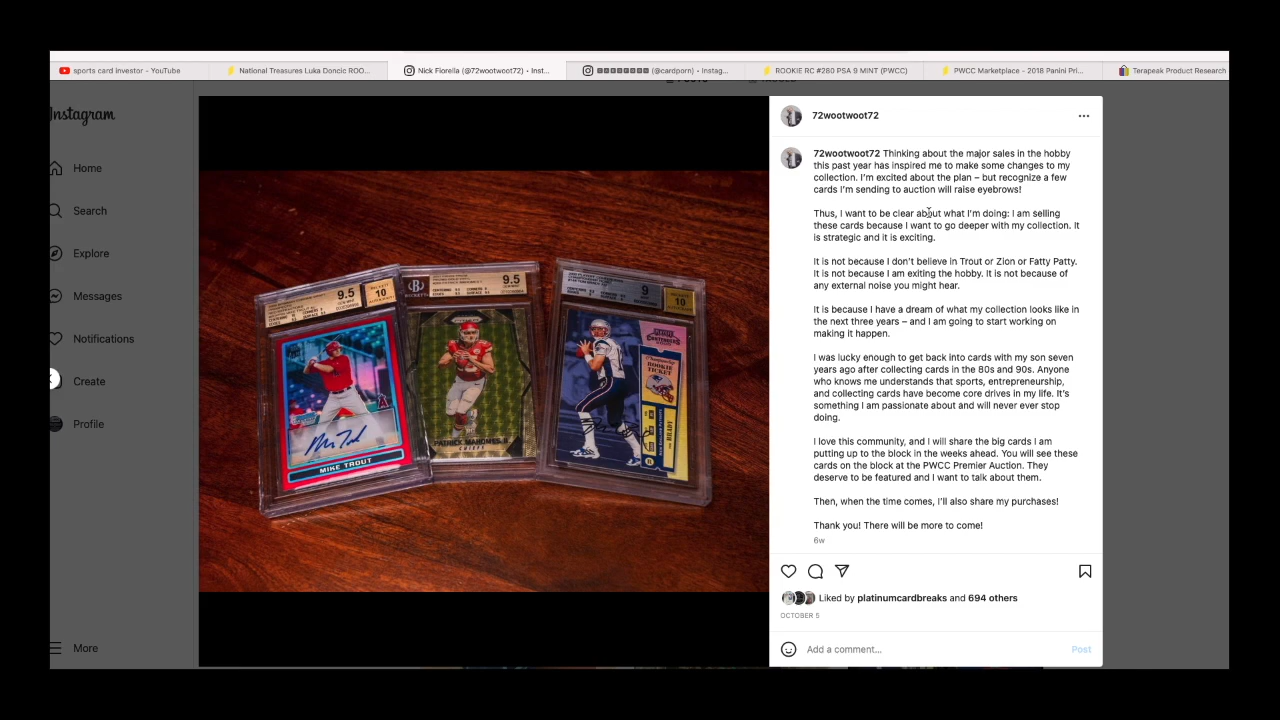 sports card investor - YouTube
National Treasures Luka Doncic ROO...
Nick Fiorella (@72wootwoot72) • Inst...
(@cardporn) • Instag...
ROOKIE RC #280 PSA 9 MINT (PWCC)
PWCC Marketplace - 2018 Panini Pri...
Terapeak Product Research
Instagram
Home
Search
Explore
Messages
Notifications
Create
Profile
More
9.5
10
9.5
9
10
Mike Trout
MIKE TROUT
PATRICK MAHOMES II
CHIEFS
ROOKIE TICKET
BRADY
72wootwoot72
72wootwoot72 Thinking about the major sales in the hobby
this past year has inspired me to make some changes to my
collection. I'm excited about the plan – but recognize a few
cards I'm sending to auction will raise eyebrows!
Thus, I want to be clear about what I'm doing: I am selling
these cards because I want to go deeper with my collection. It
is strategic and it is exciting.
It is not because I don't believe in Trout or Zion or Fatty Patty.
It is not because I am exiting the hobby. It is not because of
any external noise you might hear.
It is because I have a dream of what my collection looks like in
the next three years – and I am going to start working on
making it happen.
I was lucky enough to get back into cards with my son seven
years ago after collecting cards in the 80s and 90s. Anyone
who knows me understands that sports, entrepreneurship,
and collecting cards have become core drives in my life. It's
something I am passionate about and will never ever stop
doing.
I love this community, and I will share the big cards I am
putting up to the block in the weeks ahead. You will see these
cards on the block at the PWCC Premier Auction. They
deserve to be featured and I want to talk about them.
Then, when the time comes, I'll also share my purchases!
Thank you! There will be more to come!
6w
Liked by platinumcardbreaks and 694 others
OCTOBER 5
Add a comment...
Post